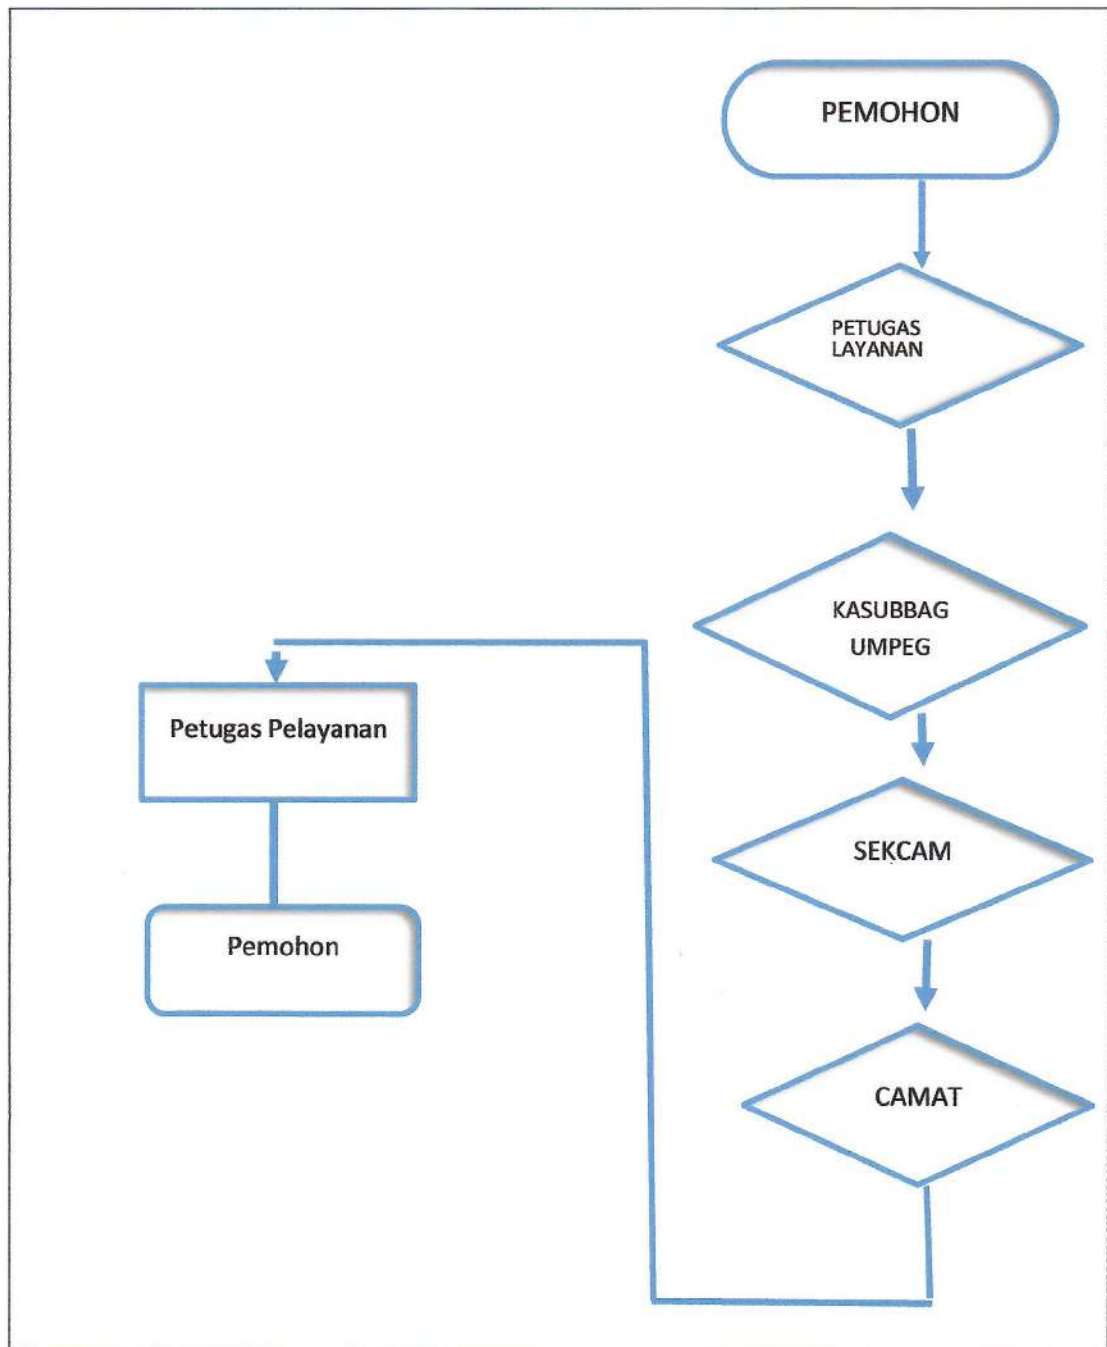 PEMOHON
PETUGAS
LAYANAN
KASUBBAG
UMPEG
SEKCAM
CAMAT
Petugas Pelayanan
Pemohon